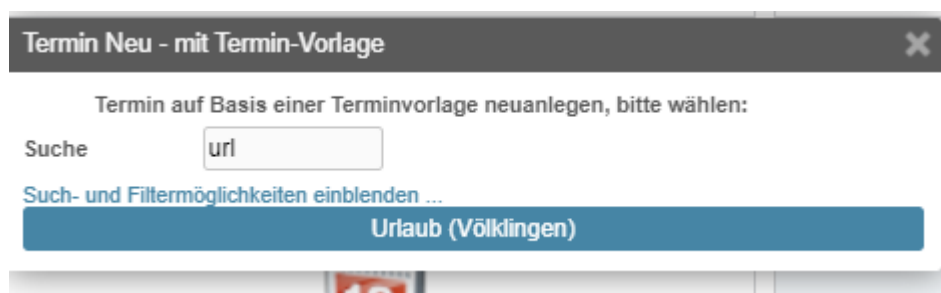 Termin Neu - mit Termin-Vorlage
Termin auf Basis einer Terminvorlage neuanlegen, bitte wählen:
Suche url
Such- und Filtermöglichkeiten einblenden ...
Urlaub (Völklingen)